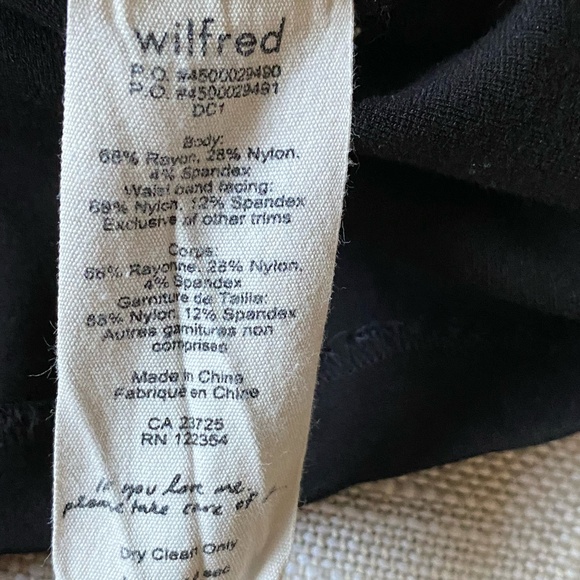 wilfred
P.O. #4500029490
P.O. #4500029491
DC1
Body:
68% Rayon, 28% Nylon,
4% Spandex
Waist band facing:
88% Nylon, 12% Spandex
Exclusive of other trims
Corps:
68% Rayonne, 28% Nylon,
4% Spandex
Garniture de Taille:
88% Nylon, 12% Spandex
Autres garnitures non
comprises
Made in China
Fabriqué en Chine
CA 23725
RN 122354
If you love me,
please take care of
Dry Clean Only
sec